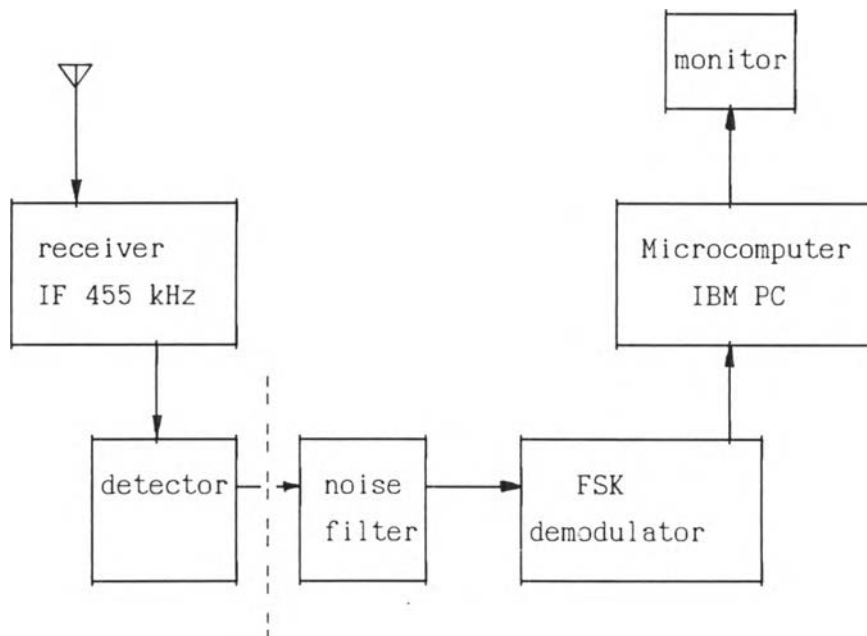 monitor
receiver
IF 455 kHz
Microcomputer
IBM PC
detector
noise
filter
FSK
demodulator